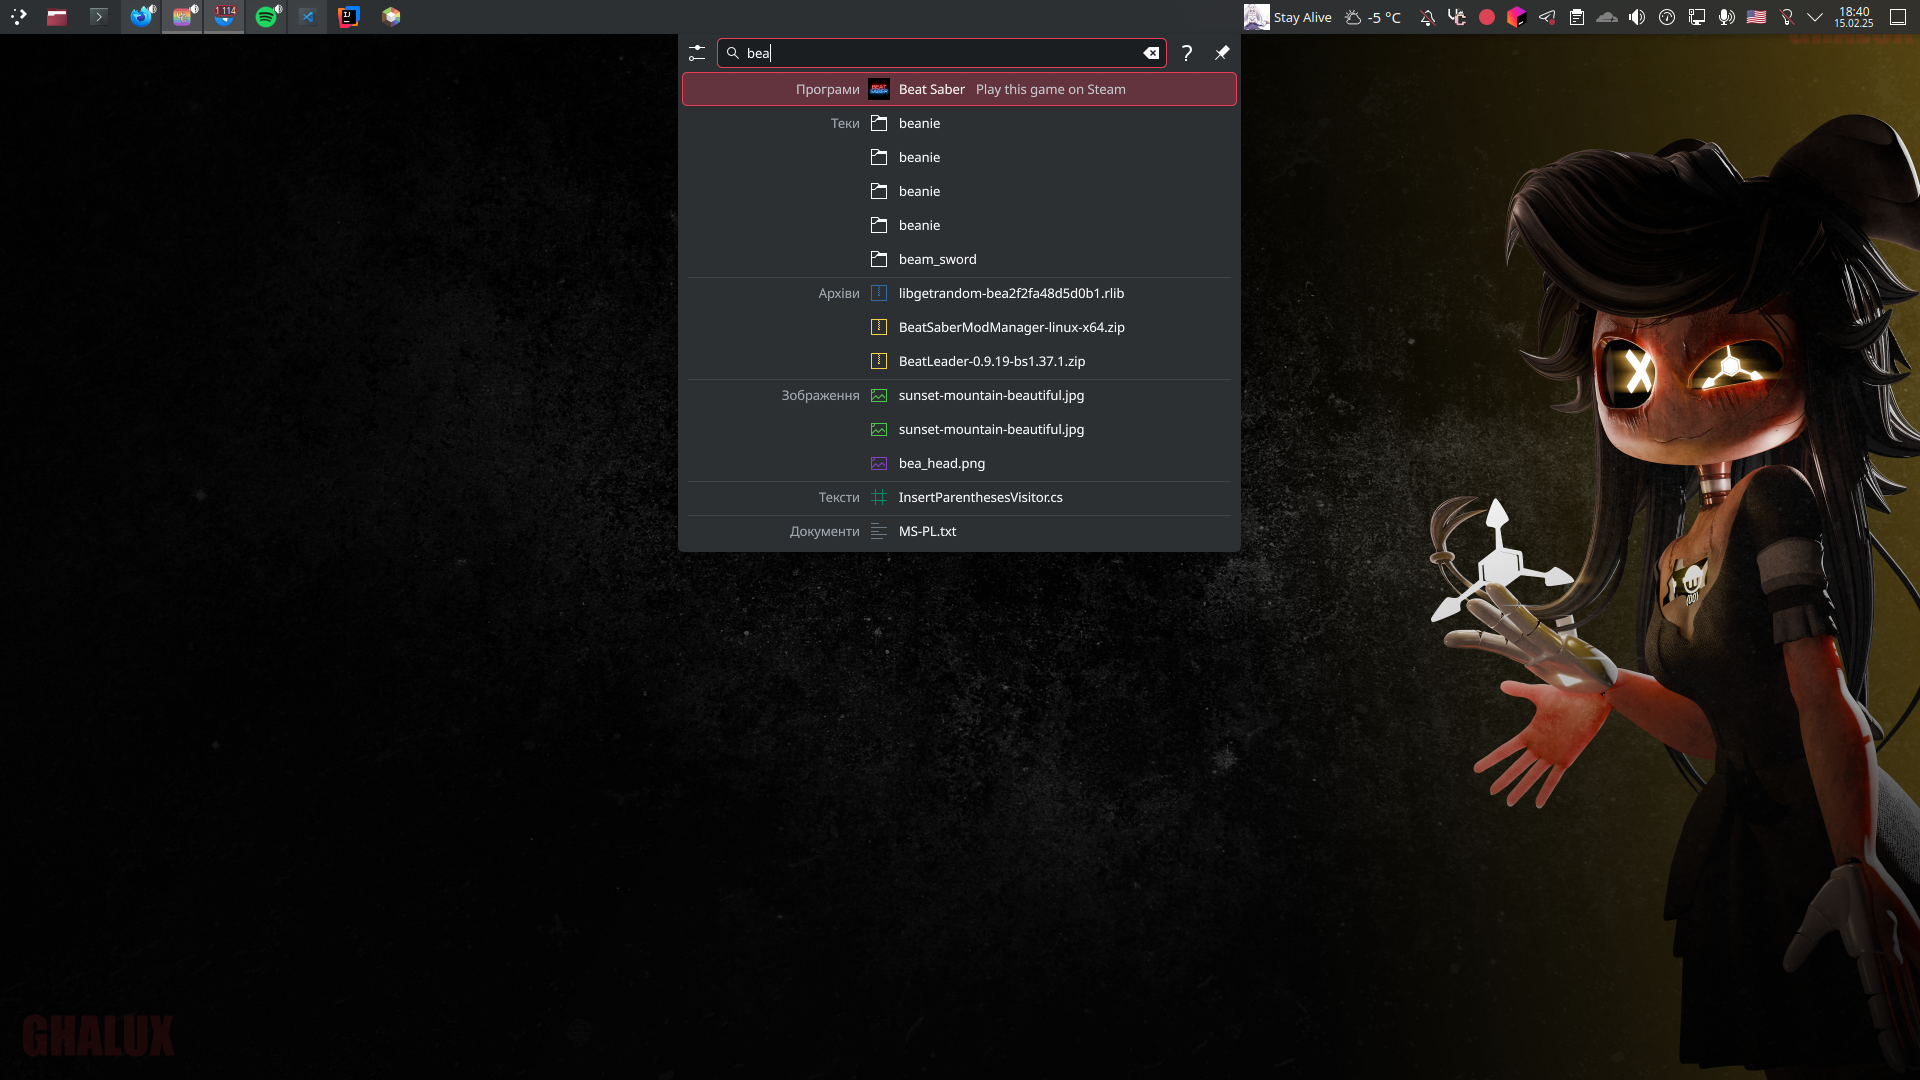 1 114
Stay Alive
-5 °C
18:40
15.02.25
bea
?
Програми
BEAT SABER
Beat Saber
Play this game on Steam
Теки
beanie
beanie
beanie
beanie
beam_sword
Архіви
libgetrandom-bea2f2fa48d5d0b1.rlib
BeatSaberModManager-linux-x64.zip
BeatLeader-0.9.19-bs1.37.1.zip
Зображення
sunset-mountain-beautiful.jpg
sunset-mountain-beautiful.jpg
bea_head.png
Тексти
InsertParenthesesVisitor.cs
Документи
MS-PL.txt
GHALUX